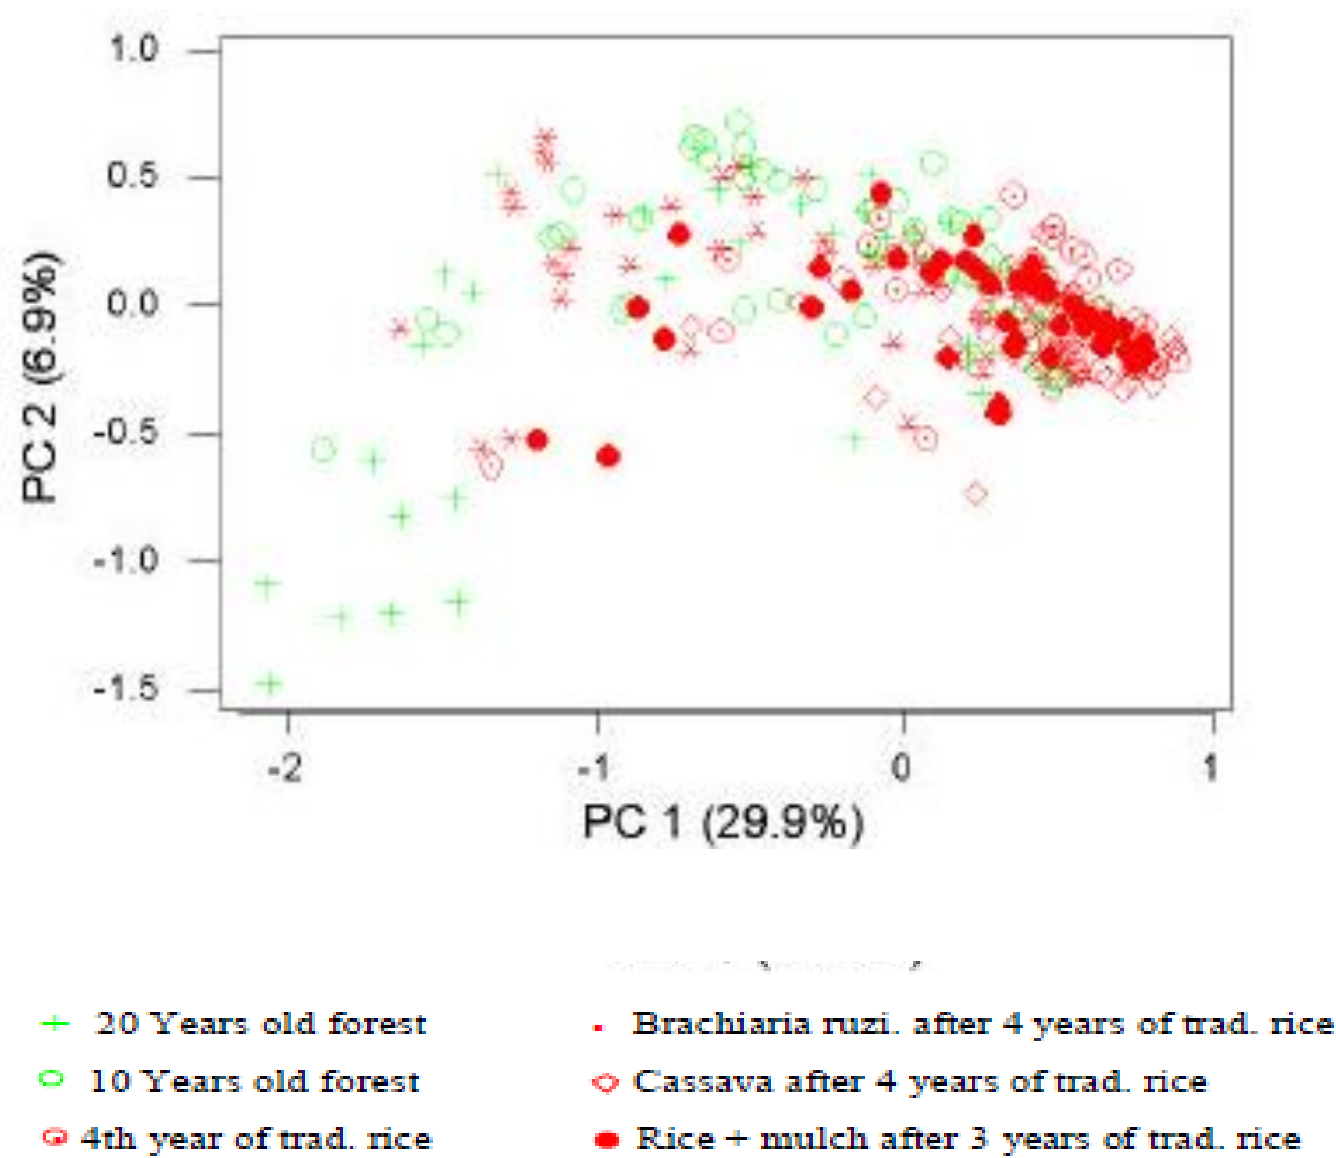 1.0
0.5
0.0
-0.5
-1.0
-1.5
PC 2 (6.9%)
-2 -1 0 1
PC 1 (29.9%)
20 Years old forest
10 Years old forest
4th year of trad. rice
Brachiaria ruzi. after 4 years of trad. rice
Cassava after 4 years of trad. rice
Rice + mulch after 3 years of trad. rice